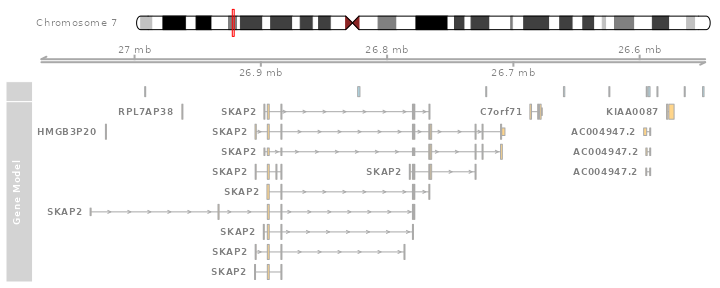 Chromosome 7
27 mb 26.8 mb 26.6 mb
26.9 mb 26.7 mb
RPL7AP38 SKAP2 C7orf71 KIAA0087
HMGB3P20 SKAP2 AC004947.2
SKAP2 AC004947.2
SKAP2 SKAP2 AC004947.2
SKAP2
SKAP2
SKAP2
SKAP2
SKAP2
Gene Model